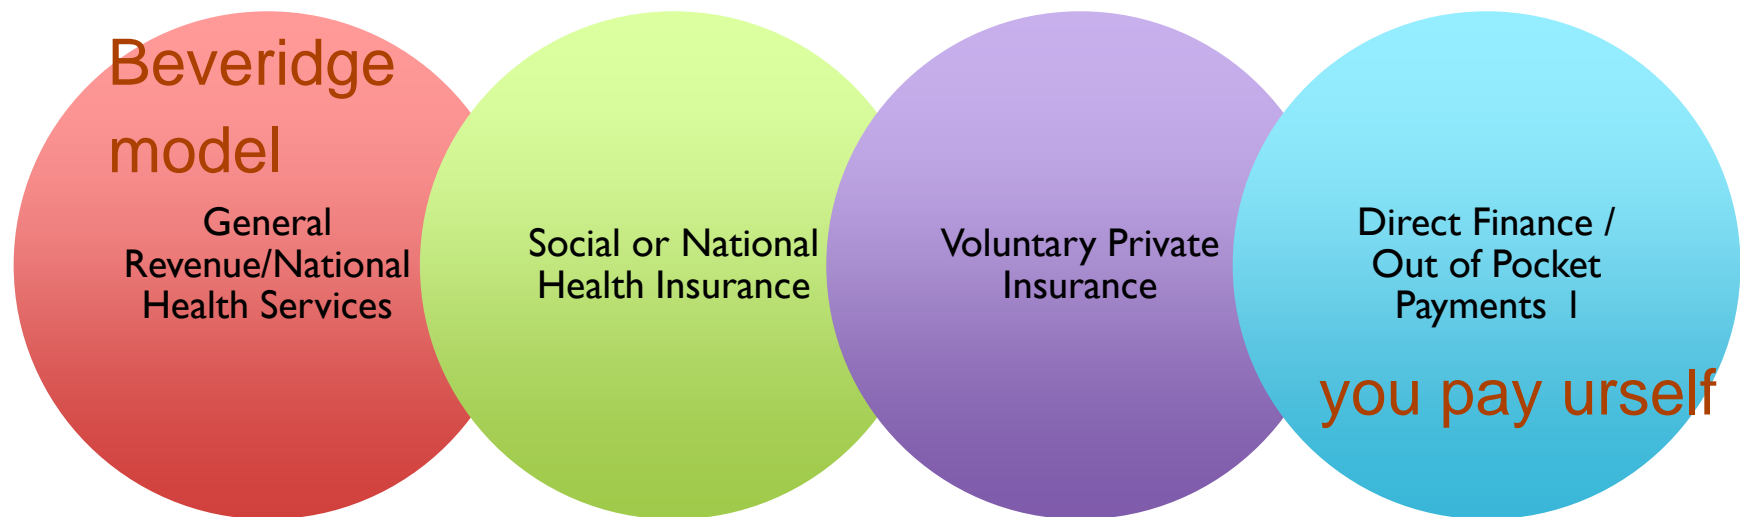 Beveridge
model
General
Revenue/National
Health Services
Social or National
Health Insurance
Voluntary Private
Insurance
Direct Finance /
Out of Pocket
Payments 1
you pay urself